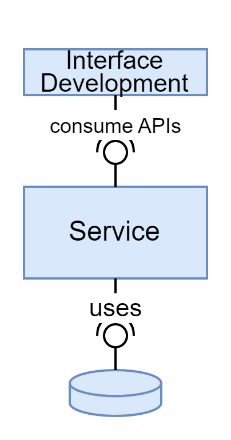 Interface
Development
consume APIs
Service
uses